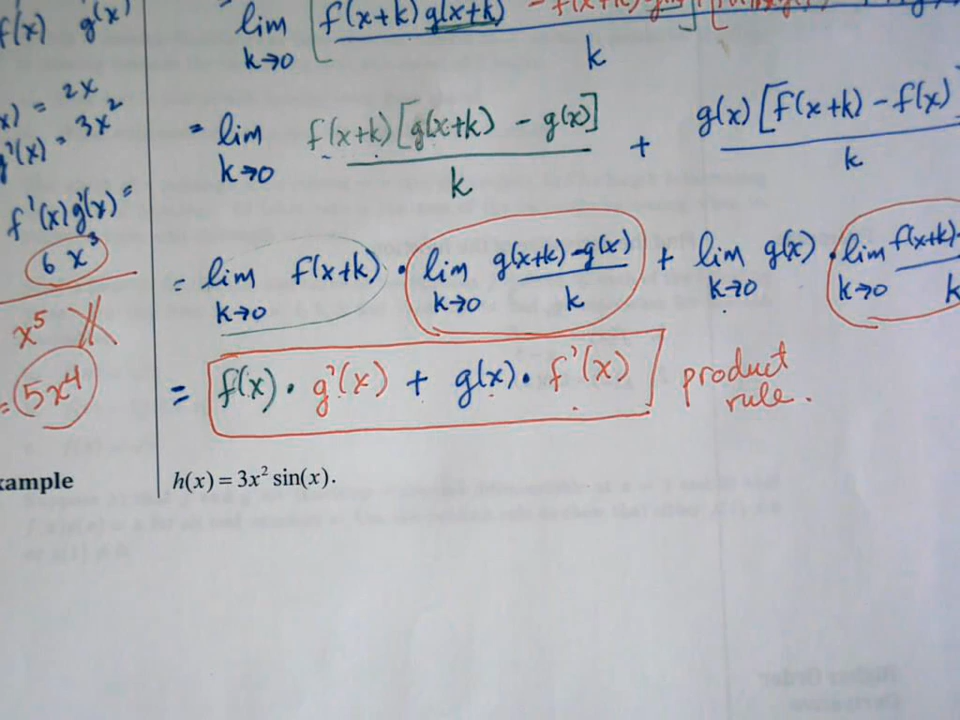 f'(x) g'(x)
lim k→0 [ f(x+k) g(x+k) / k
x) = 2x
g'(x) = 3x²
= lim k→0 f(x+k)[g(x+k) - g(x)] / k + g(x)[f(x+k) - f(x) / k
f'(x)g'(x) =
6x³
= lim k→0 f(x+k) · lim k→0 g(x+k)-g(x) / k + lim k→0 g(x) · lim k→0 f(x+k)- / k
x⁵
= 5x⁴
= f(x) · g'(x) + g(x) · f'(x) product rule.
xample h(x) = 3x² sin(x).